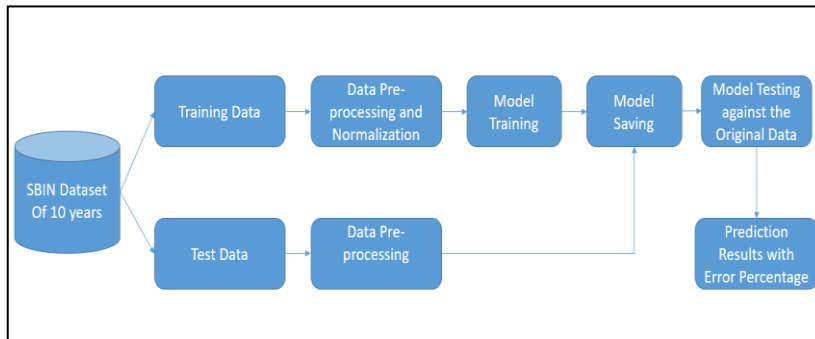 SBIN Dataset
Of 10 years
Training Data
Data Pre-
processing and
Normalization
Model
Training
Model
Saving
Model Testing
against the
Original Data
Test Data
Data Pre-
processing
Prediction
Results with
Error Percentage